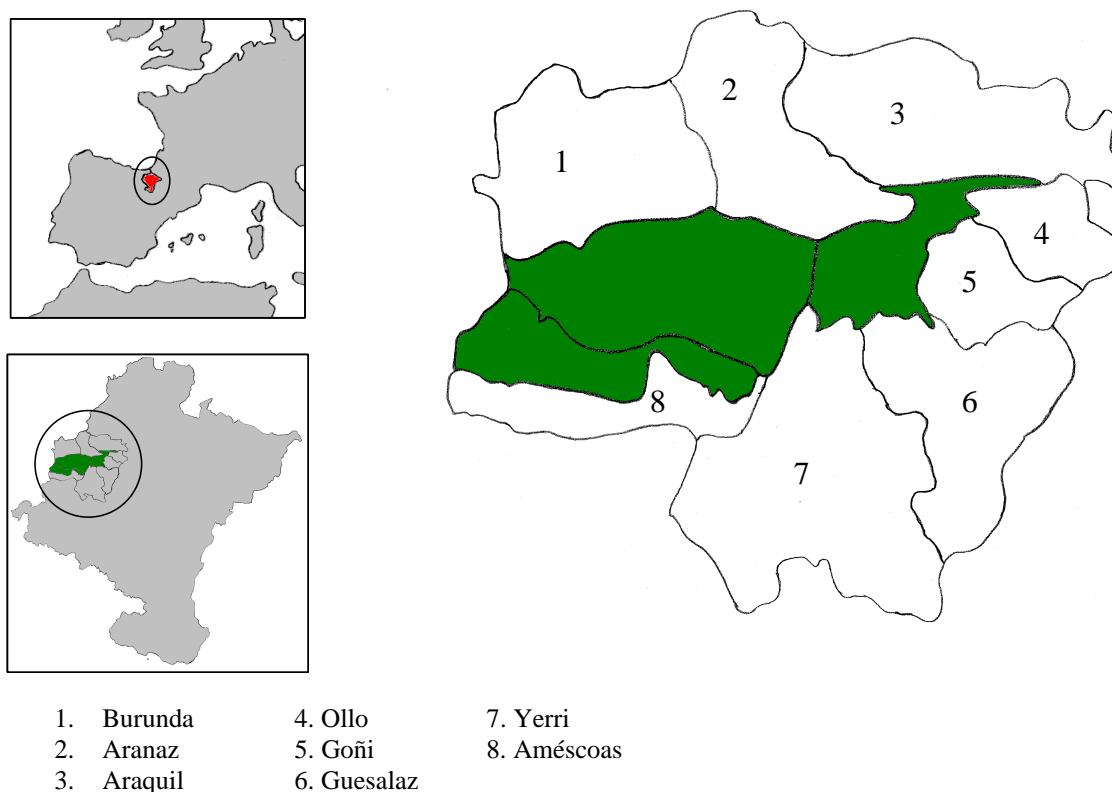 2
3
1
4
5
8
6
7
1. Burunda 4. Ollo 7. Yerri
2. Aranaz 5. Goñi 8. Améscoas
3. Araquil 6. Guesalaz